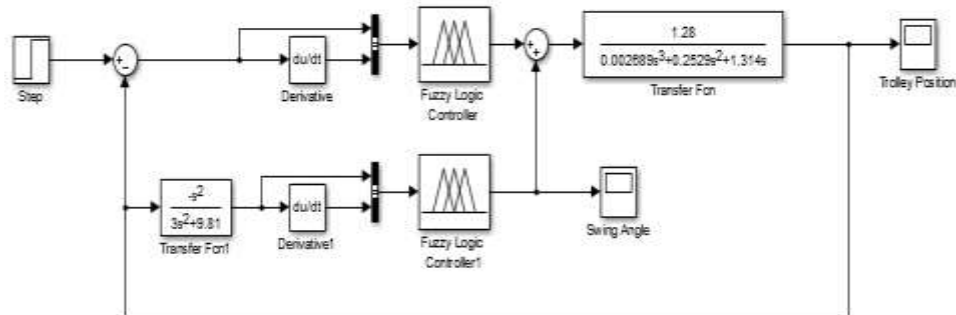 Step
+
−
du/dt
Derivative
Fuzzy Logic
Controller
+
+
1.28
0.002689s³+0.2529s²+1.314s
Transfer Fcn
Trolley Position
-s²
3s²+9.81
Transfer Fcn1
du/dt
Derivative1
Fuzzy Logic
Controller1
Swing Angle